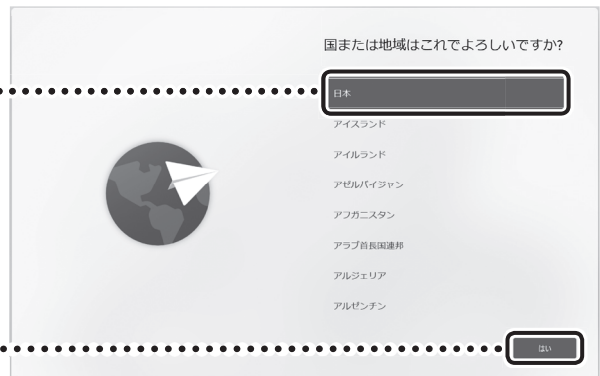 国または地域はこれでよろしいですか?
日本
アイスランド
アイルランド
アゼルバイジャン
アフガニスタン
アラブ首長国連邦
アルジェリア
アルゼンチン
はい